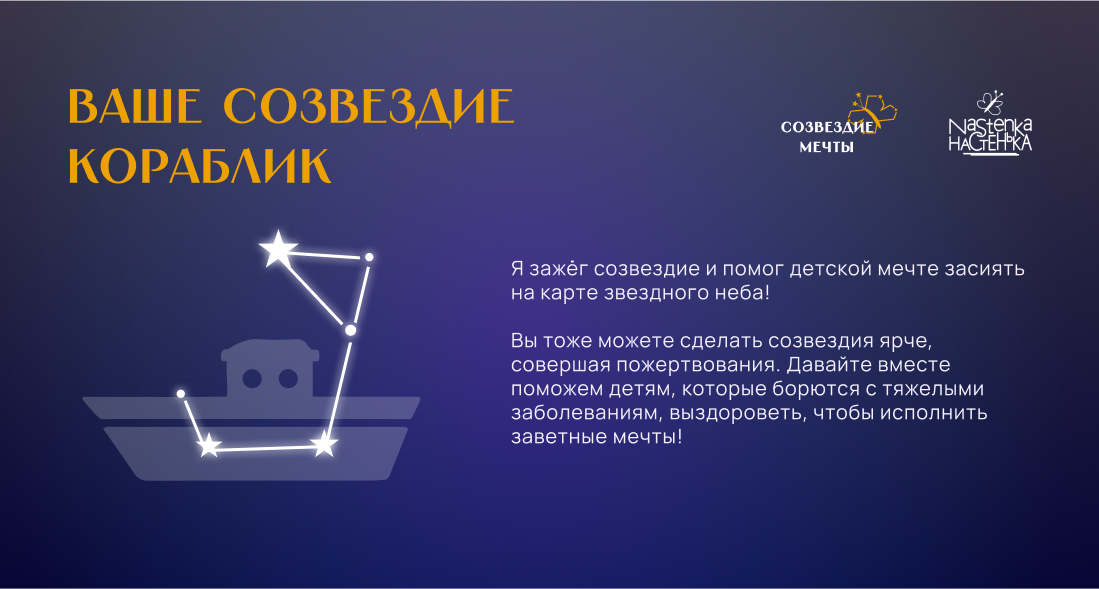 ВАШЕ СОЗВЕЗДИЕ
КОРАБЛИК
СОЗВЕЗДИЕ
МЕЧТЫ
Nastenka
НАСТЕНЬКА
Я зажёг созвездие и помог детской мечте засиять
на карте звездного неба!
Вы тоже можете сделать созвездия ярче,
совершая пожертвования. Давайте вместе
поможем детям, которые борются с тяжелыми
заболеваниям, выздороветь, чтобы исполнить
заветные мечты!